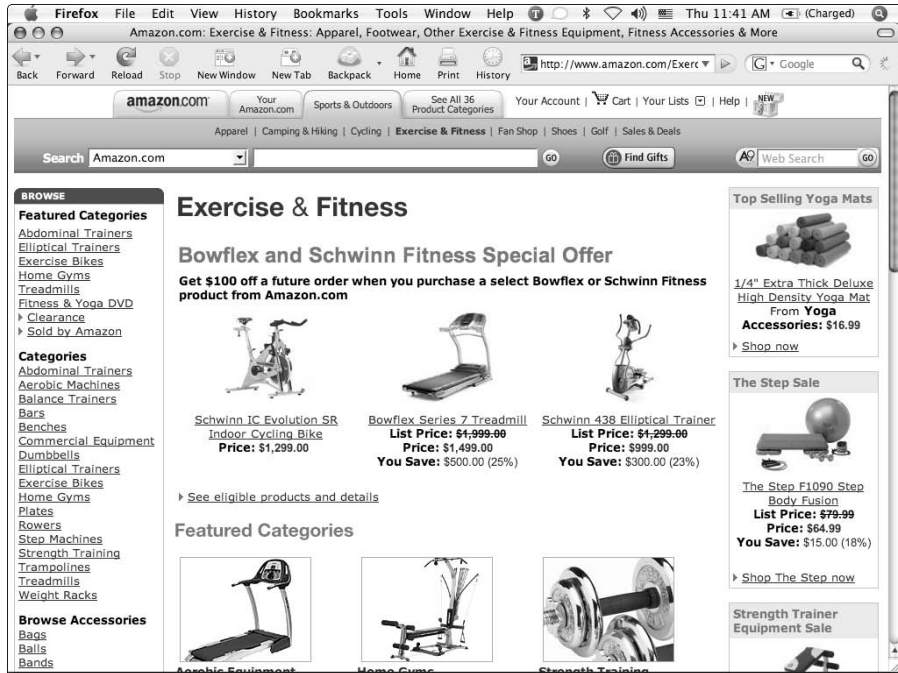 Firefox File Edit View History Bookmarks Tools Window Help Thu 11:41 AM (Charged)
Amazon.com: Exercise & Fitness: Apparel, Footwear, Other Exercise & Fitness Equipment, Fitness Accessories & More
Back Forward Reload Stop New Window New Tab Backpack Home Print History http://www.amazon.com/Exerc G Google
amazon.com Your Amazon.com Sports & Outdoors See All 36 Product Categories Your Account | Cart | Your Lists | Help | NEW
Apparel | Camping & Hiking | Cycling | Exercise & Fitness | Fan Shop | Shoes | Golf | Sales & Deals
Search Amazon.com GO Find Gifts A9 Web Search GO
BROWSE
Featured Categories
Abdominal Trainers
Elliptical Trainers
Exercise Bikes
Home Gyms
Treadmills
Fitness & Yoga DVD
Clearance
Sold by Amazon
Categories
Abdominal Trainers
Aerobic Machines
Balance Trainers
Bars
Benches
Commercial Equipment
Dumbbells
Elliptical Trainers
Exercise Bikes
Home Gyms
Plates
Rowers
Step Machines
Strength Training
Trampolines
Treadmills
Weight Racks
Browse Accessories
Bags
Balls
Bands
Exercise & Fitness
Bowflex and Schwinn Fitness Special Offer
Get $100 off a future order when you purchase a select Bowflex or Schwinn Fitness
product from Amazon.com
Schwinn IC Evolution SR
Indoor Cycling Bike
Price: $1,299.00
Bowflex Series 7 Treadmill
List Price: $1,999.00
Price: $1,499.00
You Save: $500.00 (25%)
Schwinn 438 Elliptical Trainer
List Price: $1,299.00
Price: $999.00
You Save: $300.00 (23%)
See eligible products and details
Featured Categories
Aerobic Equipment
Home Gyms
Strength Training
Top Selling Yoga Mats
1/4" Extra Thick Deluxe
High Density Yoga Mat
From Yoga
Accessories: $16.99
Shop now
The Step Sale
The Step F1090 Step
Body Fusion
List Price: $79.99
Price: $64.99
You Save: $15.00 (18%)
Shop The Step now
Strength Trainer
Equipment Sale